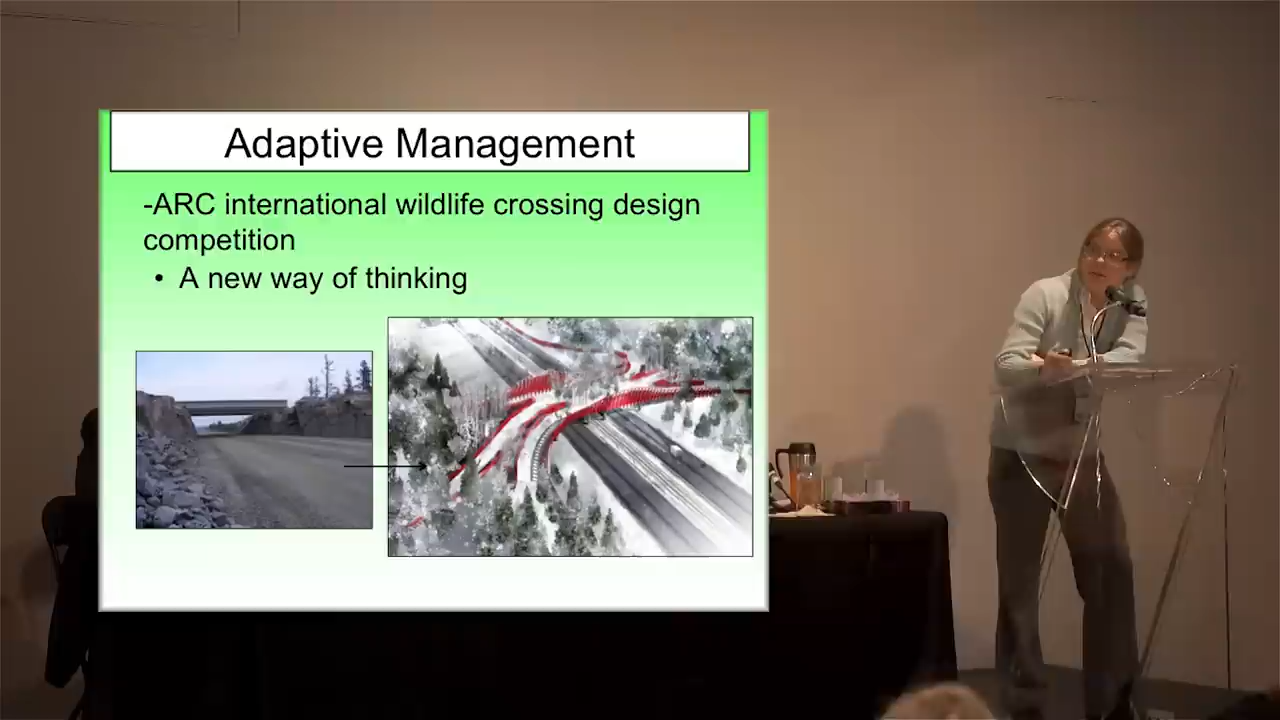 Adaptive Management
-ARC international wildlife crossing design
competition
• A new way of thinking